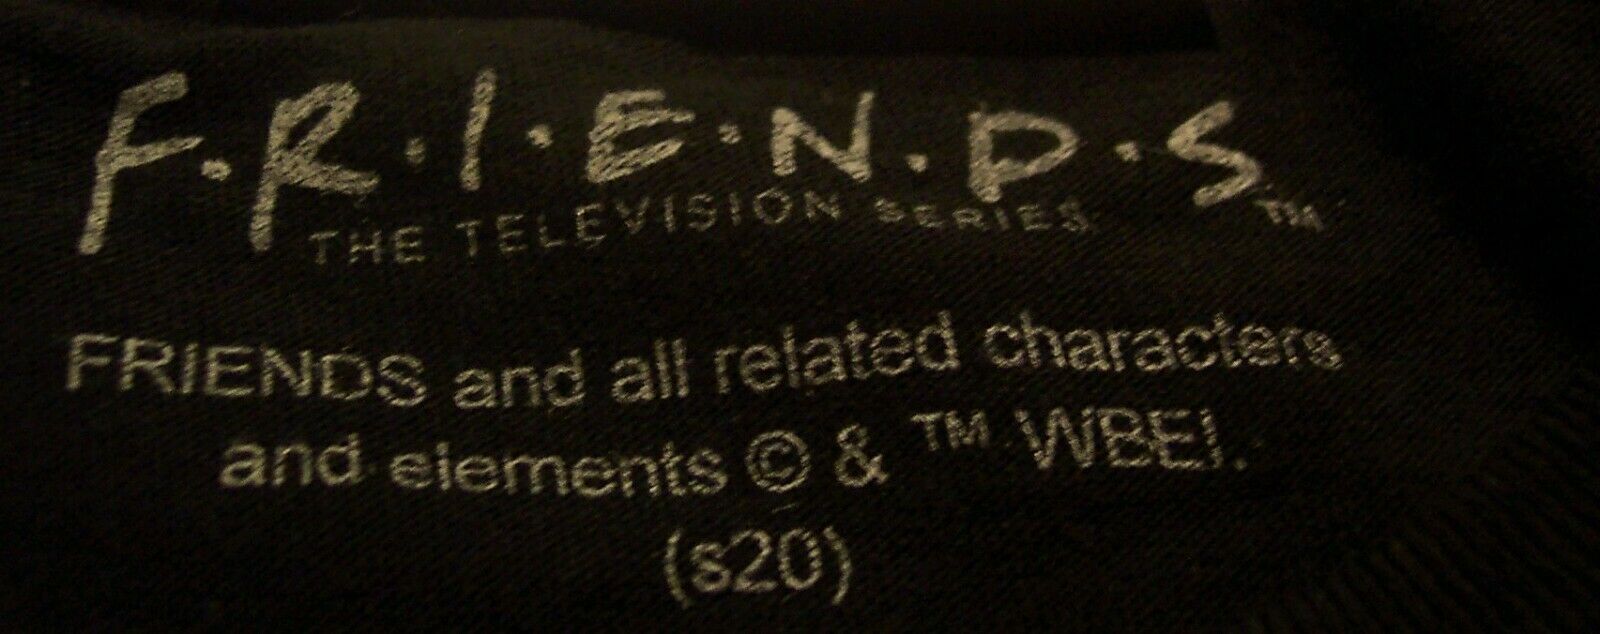 F.R.I.E.N.D.S™
THE TELEVISION SERIES
FRIENDS and all related characters
and elements © & ™ WBEI.
(s20)